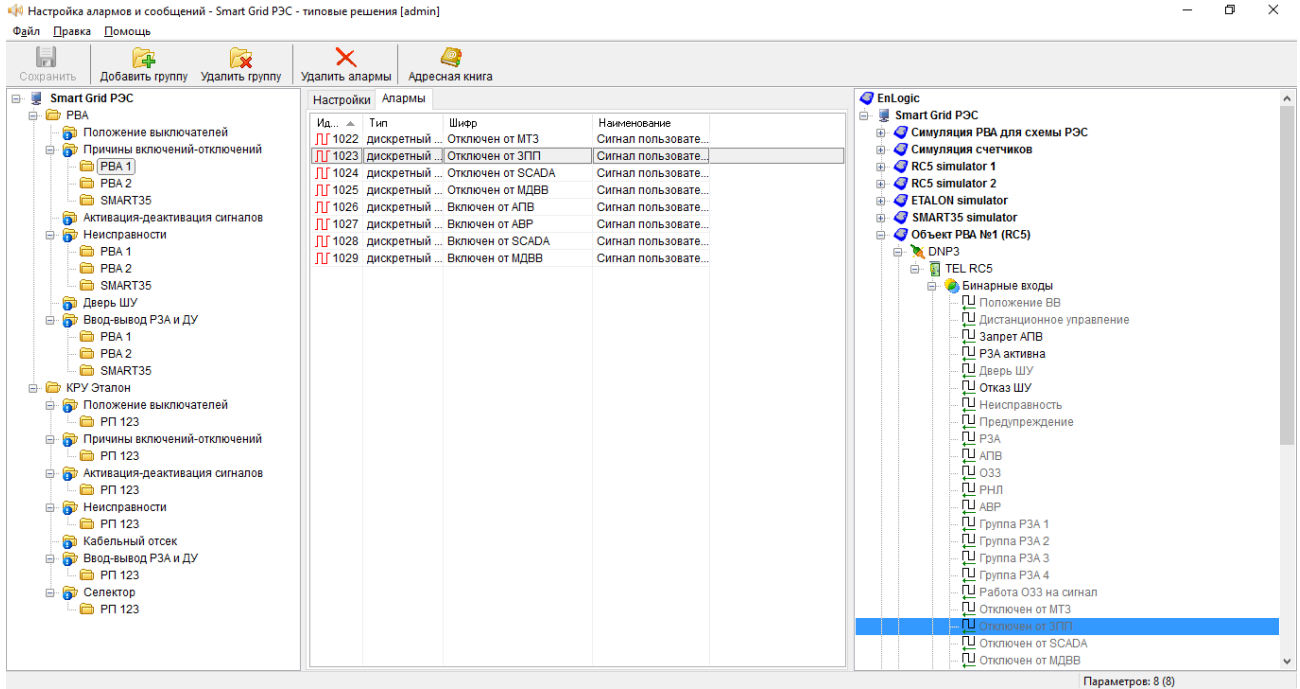 Настройка алармов и сообщений - Smart Grid РЭС - типовые решения [admin]
Файл Правка Помощь
Сохранить Добавить группу Удалить группу Удалить алармы Адресная книга
Smart Grid РЭС
РВА
Положение выключателей
Причины включений-отключений
РВА 1
РВА 2
SMART35
Активация-деактивация сигналов
Неисправности
РВА 1
РВА 2
SMART35
Дверь ШУ
Ввод-вывод РЗА и ДУ
РВА 1
РВА 2
SMART35
КРУ Эталон
Положение выключателей
РП 123
Причины включений-отключений
РП 123
Активация-деактивация сигналов
РП 123
Неисправности
РП 123
Кабельный отсек
Ввод-вывод РЗА и ДУ
РП 123
Селектор
РП 123
Настройки Алармы
Ид... Тип Шифр Наименование
1022 дискретный ... Отключен от МТЗ Сигнал пользовате...
1023 дискретный ... Отключен от ЗПП Сигнал пользовате...
1024 дискретный ... Отключен от SCADA Сигнал пользовате...
1025 дискретный ... Отключен от МДВВ Сигнал пользовате...
1026 дискретный ... Включен от АПВ Сигнал пользовате...
1027 дискретный ... Включен от АВР Сигнал пользовате...
1028 дискретный ... Включен от SCADA Сигнал пользовате...
1029 дискретный ... Включен от МДВВ Сигнал пользовате...
EnLogic
Smart Grid РЭС
Симуляция РВА для схемы РЭС
Симуляция счетчиков
RC5 simulator 1
RC5 simulator 2
ETALON simulator
SMART35 simulator
Объект РВА №1 (RC5)
DNP3
TEL RC5
Бинарные входы
Положение ВВ
Дистанционное управление
Запрет АПВ
РЗА активна
Дверь ШУ
Отказ ШУ
Неисправность
Предупреждение
РЗА
АПВ
ОЗЗ
РНЛ
АВР
Группа РЗА 1
Группа РЗА 2
Группа РЗА 3
Группа РЗА 4
Работа ОЗЗ на сигнал
Отключен от МТЗ
Отключен от ЗПП
Отключен от SCADA
Отключен от МДВВ
Параметров: 8 (8)